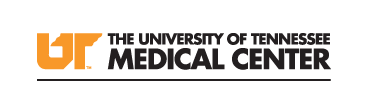 UT
THE UNIVERSITY OF TENNESSEE
MEDICAL CENTER